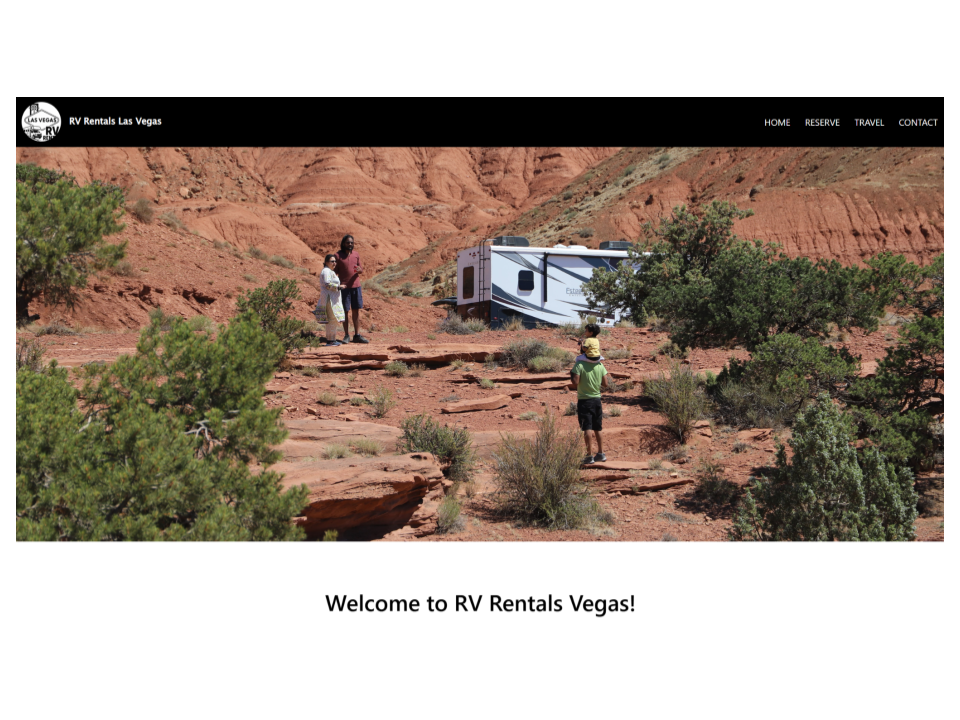 LAS VEGAS
RV
RV Rentals Las Vegas
HOME RESERVE TRAVEL CONTACT
Welcome to RV Rentals Vegas!